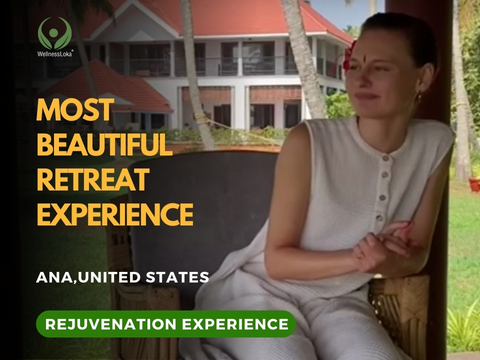 WellnessLoka
MOST
BEAUTIFUL
RETREAT
EXPERIENCE
ANA,UNITED STATES
REJUVENATION EXPERIENCE